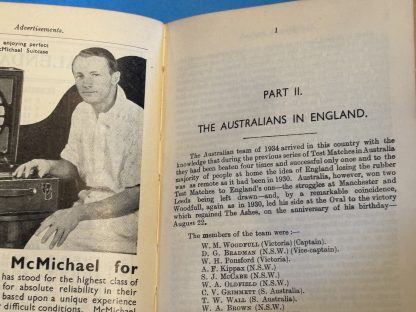 Advertisements.
enjoying perfect
McMichael Suitcase
McMichael for
has stood for the highest class of
for absolute reliability in their
based upon a unique experience
difficult conditions. McMichael
1
PART II.
THE AUSTRALIANS IN ENGLAND.
The Australian team of 1934 arrived in this country with the
knowledge that during the previous series of Test Matches in Australia
they had been beaten four times and successful only once and to the
majority of people at home the idea of England losing the rubber
was as remote as it had been in 1930. Australia, however, won two
Test Matches to England's one—the struggles at Manchester and
Leeds being left drawn—and, by a remarkable coincidence,
Woodfull, again as in 1930, led his side at the Oval to the victory
which regained The Ashes, on the anniversary of his birthday—
August 22.
The members of the team were :—
W. M. WOODFULL (Victoria) (Captain).
D. G. BRADMAN (N.S.W.) (Vice-captain).
W. H. PONSFORD (Victoria).
A. F. KIPPAX (N.S.W.)
S. J. MCCABE (N.S.W.)
W. A. OLDFIELD (N.S.W.)
C. V. GRIMMETT (S. Australia).
T. W. WALL (S. Australia).
W. A. BROWN (N.S.W.)